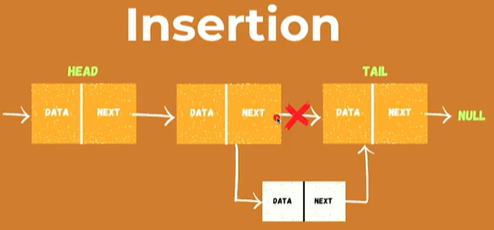 Insertion
HEAD
TAIL
DATA NEXT
DATA NEXT
DATA NEXT
NULL
DATA NEXT